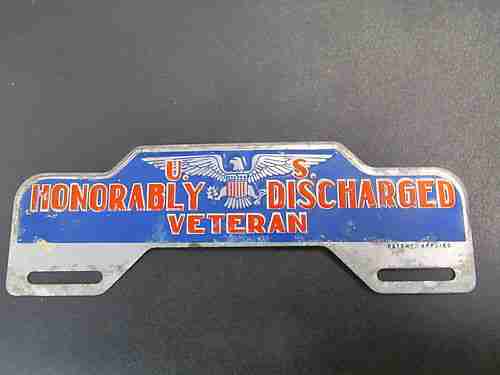 U. S.
HONORABLY DISCHARGED
VETERAN
PATENT APPLIED